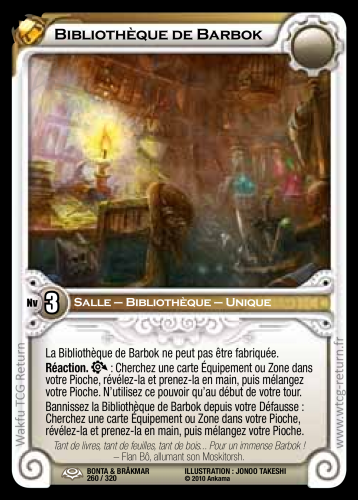 Bibliothèque de Barbok
Nv 3
Salle – Bibliothèque – Unique
La Bibliothèque de Barbok ne peut pas être fabriquée.
Réaction. : Cherchez une carte Équipement ou Zone dans
votre Pioche, révélez-la et prenez-la en main, puis mélangez
votre Pioche. N'utilisez ce pouvoir qu'au début de votre tour.
Bannissez la Bibliothèque de Barbok depuis votre Défausse :
Cherchez une carte Équipement ou Zone dans votre Pioche,
révélez-la et prenez-la en main, puis mélangez votre Pioche.
Tant de livres, tant de feuilles, tant de bois... Pour un immense Barbok !
– Flan Bô, allumant son Moskitorsh.
Wakfu TCG Return
www.wtcg-return.fr
BONTA & BRÂKMAR
260 / 320
ILLUSTRATION : JONOO TAKESHI
© 2010 Ankama